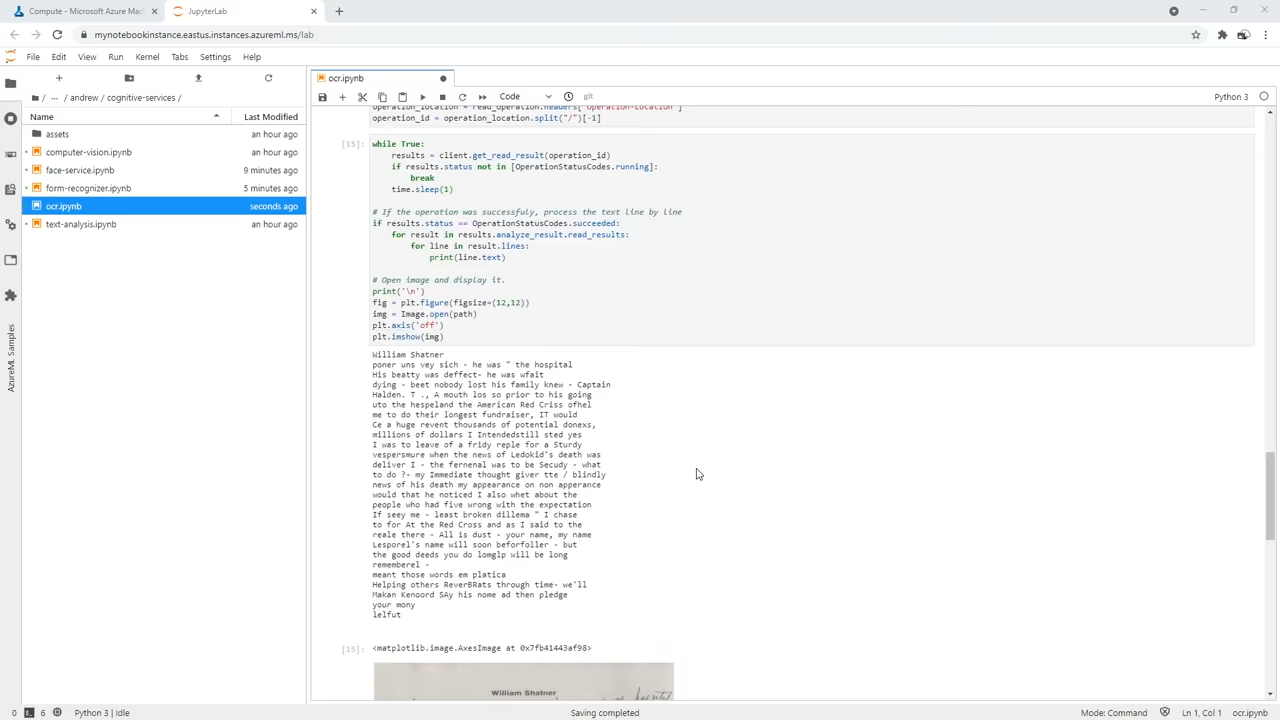 Compute - Microsoft Azure Mac
JupyterLab
mynotebookinstance.eastus.instances.azureml.ms/lab
File Edit View Run Kernel Tabs Settings Help
ocr.ipynb
/ ... / andrew / cognitive-services /
Code
git
Python 3
Name Last Modified
assets an hour ago
computer-vision.ipynb an hour ago
face-service.ipynb 9 minutes ago
form-recognizer.ipynb 5 minutes ago
ocr.ipynb seconds ago
text-analysis.ipynb an hour ago
AzureML Samples
operation_location = read_operation.headers["Operation-Location"]
operation_id = operation_location.split("/")[-1]
[15]:
while True:
results = client.get_read_result(operation_id)
if results.status not in [OperationStatusCodes.running]:
break
time.sleep(1)
# If the operation was successfuly, process the text line by line
if results.status == OperationStatusCodes.succeeded:
for result in results.analyze_result.read_results:
for line in result.lines:
print(line.text)
# Open image and display it.
print('\n')
fig = plt.figure(figsize=(12,12))
img = Image.open(path)
plt.axis('off')
plt.imshow(img)
William Shatner
poner uns vey sich - he was " the hospital
His beatty was deffect- he was wfait
dying - beet nobody lost his family knew - Captain
Halden. T ., A mouth los so prior to his going
uto the hespeland the American Red Criss ofhel
me to do their longest fundraiser, IT would
Ce a huge revent thousands of potential donexs,
millions of dollars I Intendedstill sted yes
I was to leave of a fridy reple for a Sturdy
vespersmure when the news of Ledokid's death was
deliver I - the fernenal was to be Secudy - what
to do ?- my Immediate thought giver tte / blindly
news of his death my appearance on non apperance
would that he noticed I also whet about the
people who had five wrong with the expectation
If seey me - least broken dillema " I chase
to for At the Red Cross and as I said to the
reale there - All is dust - your name, my name
Lesporel's name will soon beforfoller - but
the good deeds you do lomglp will be long
rememberel -
meant those words em platica
Helping others ReverBRats through time- we'll
Makan Kenoord SAy his nome ad then pledge
your mony
lelfut
[15]: <matplotlib.image.AxesImage at 0x7fb41443af98>
William Shatner
hospital
0 6 Python 3 | Idle
Saving completed
Mode: Command
Ln 1, Col 1
ocr.ipynb